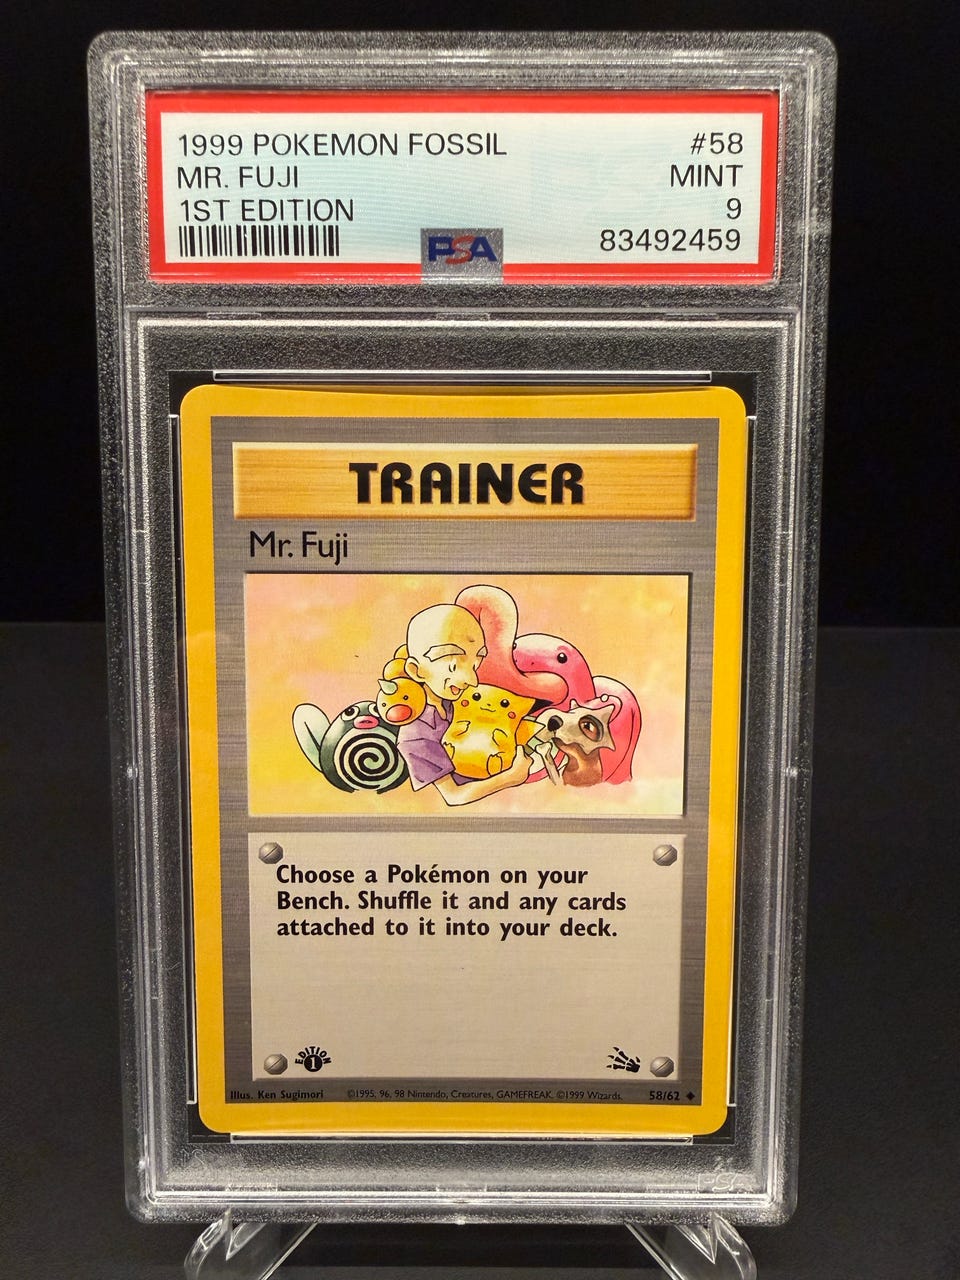 1999 POKEMON FOSSIL #58
MR. FUJI MINT
1ST EDITION 9
PSA 83492459
TRAINER
Mr. Fuji
Choose a Pokémon on your
Bench. Shuffle it and any cards
attached to it into your deck.
EDITION
1
Illus. Ken Sugimori ©1995, 96, 98 Nintendo, Creatures, GAMEFREAK. ©1999 Wizards. 58/62
PSA